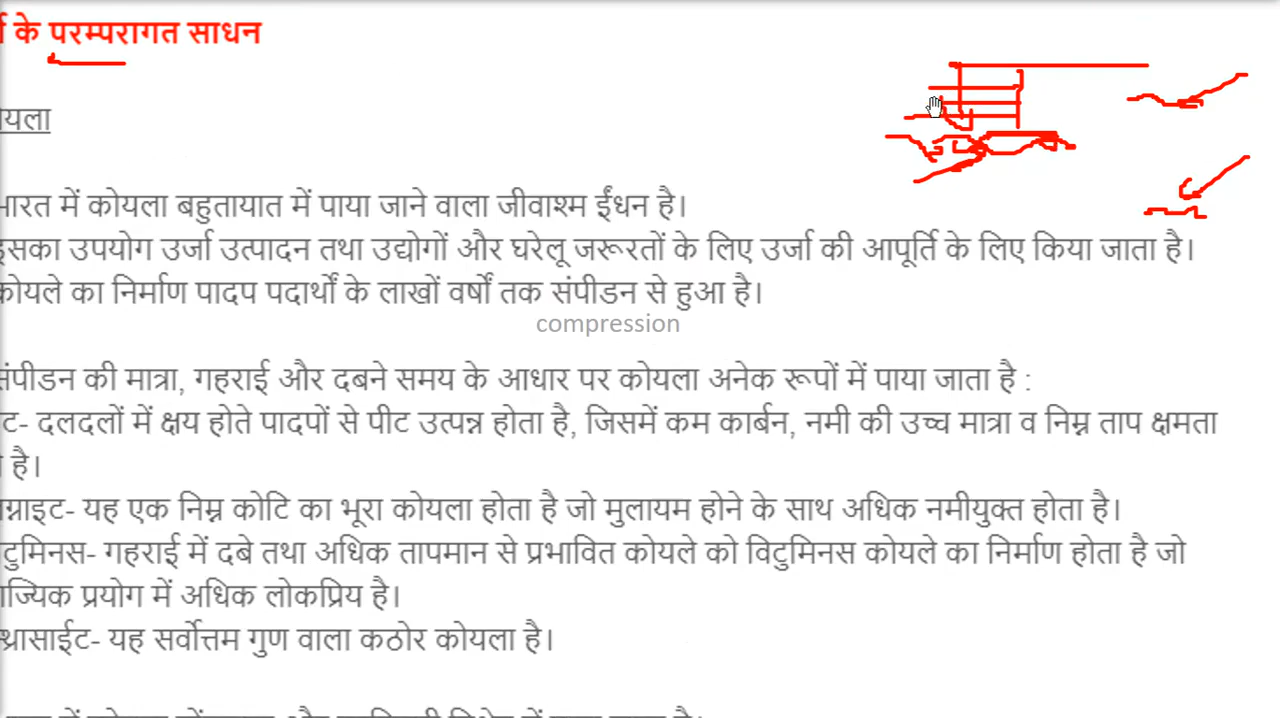 के परम्परागत साधन
भारत में कोयला बहुतायात में पाया जाने वाला जीवाश्म ईंधन है।
इसका उपयोग उर्जा उत्पादन तथा उद्योगों और घरेलू जरूरतों के लिए उर्जा की आपूर्ति के लिए किया जाता है।
कोयले का निर्माण पादप पदार्थों के लाखों वर्षों तक संपीडन से हुआ है।
compression
संपीडन की मात्रा, गहराई और दबने समय के आधार पर कोयला अनेक रूपों में पाया जाता है :
ट- दलदलों में क्षय होते पादपों से पीट उत्पन्न होता है, जिसमें कम कार्बन, नमी की उच्च मात्रा व निम्न ताप क्षमता
है।
ग्नाइट- यह एक निम्न कोटि का भूरा कोयला होता है जो मुलायम होने के साथ अधिक नमीयुक्त होता है।
टुमिनस- गहराई में दबे तथा अधिक तापमान से प्रभावित कोयले को विटुमिनस कोयले का निर्माण होता है जो
ज्यिक प्रयोग में अधिक लोकप्रिय है।
थ्रासाईट- यह सर्वोत्तम गुण वाला कठोर कोयला है।